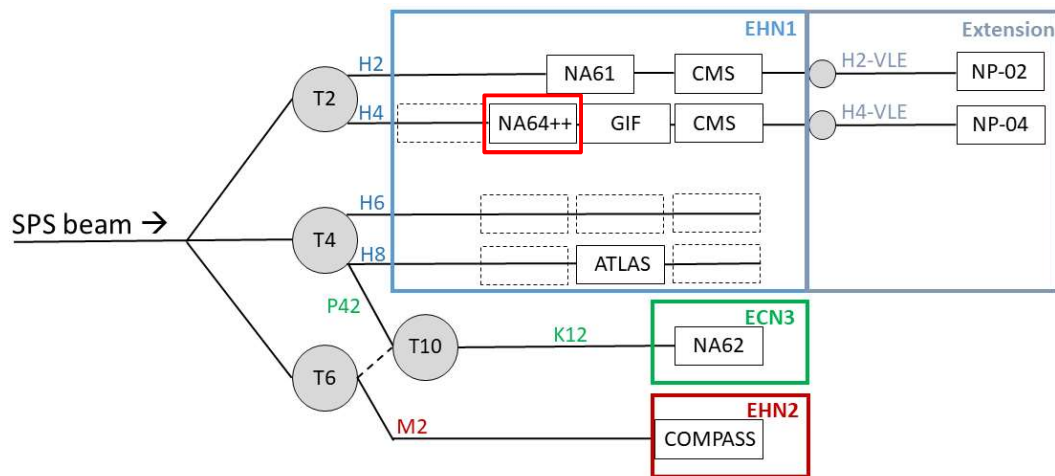 EHN1 Extension
H2 NA61 CMS H2-VLE NP-02
T2
H4 NA64++ GIF CMS H4-VLE NP-04
SPS beam →
H6
T4
H8 ATLAS
P42
ECN3
T10 K12 NA62
T6
EHN2
M2 COMPASS